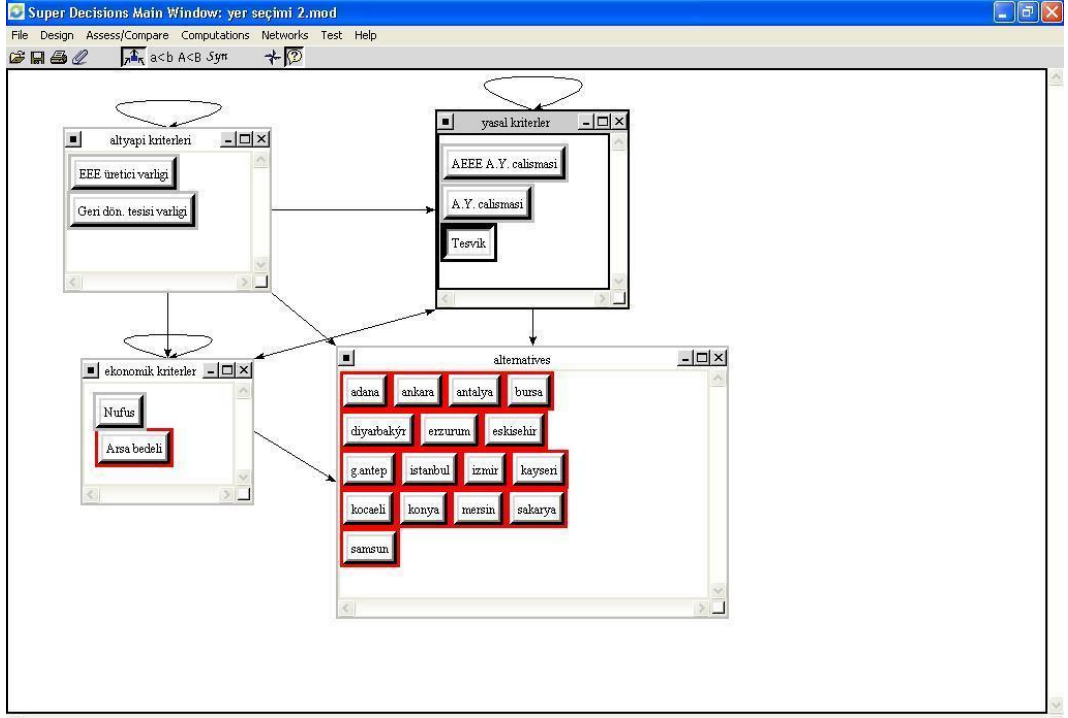 Super Decisions Main Window: yer seçimi 2.mod
File Design Assess/Compare Computations Networks Test Help
a<b A<B Syn
altyapi kriterleri
EEE üretici varligi
Geri dön. tesisi varligi
yasal kriterler
AEEE A.Y. calismasi
A.Y. calismasi
Tesvik
ekonomik kriterler
Nufus
Arsa bedeli
alternatives
adana ankara antalya bursa
diyarbakýr erzurum eskisehir
g.antep istanbul izmir kayseri
kocaeli konya mersin sakarya
samsun